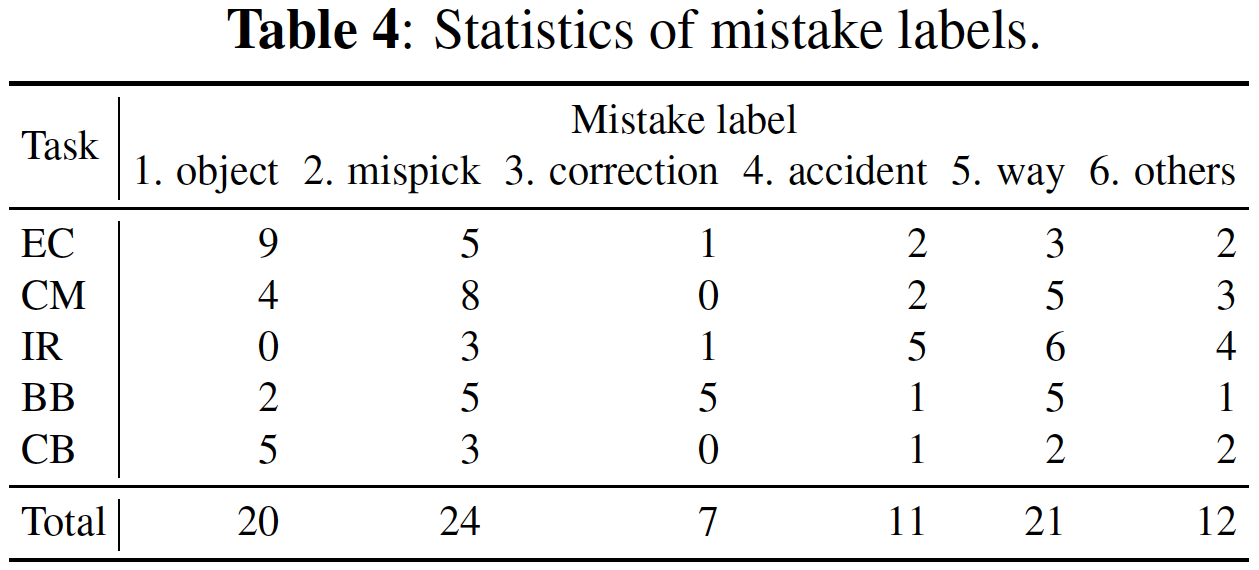 Table 4: Statistics of mistake labels.
Task
Mistake label
1. object 2. mispick 3. correction 4. accident 5. way 6. others
EC 9 5 1 2 3 2
CM 4 8 0 2 5 3
IR 0 3 1 5 6 4
BB 2 5 5 1 5 1
CB 5 3 0 1 2 2
Total 20 24 7 11 21 12